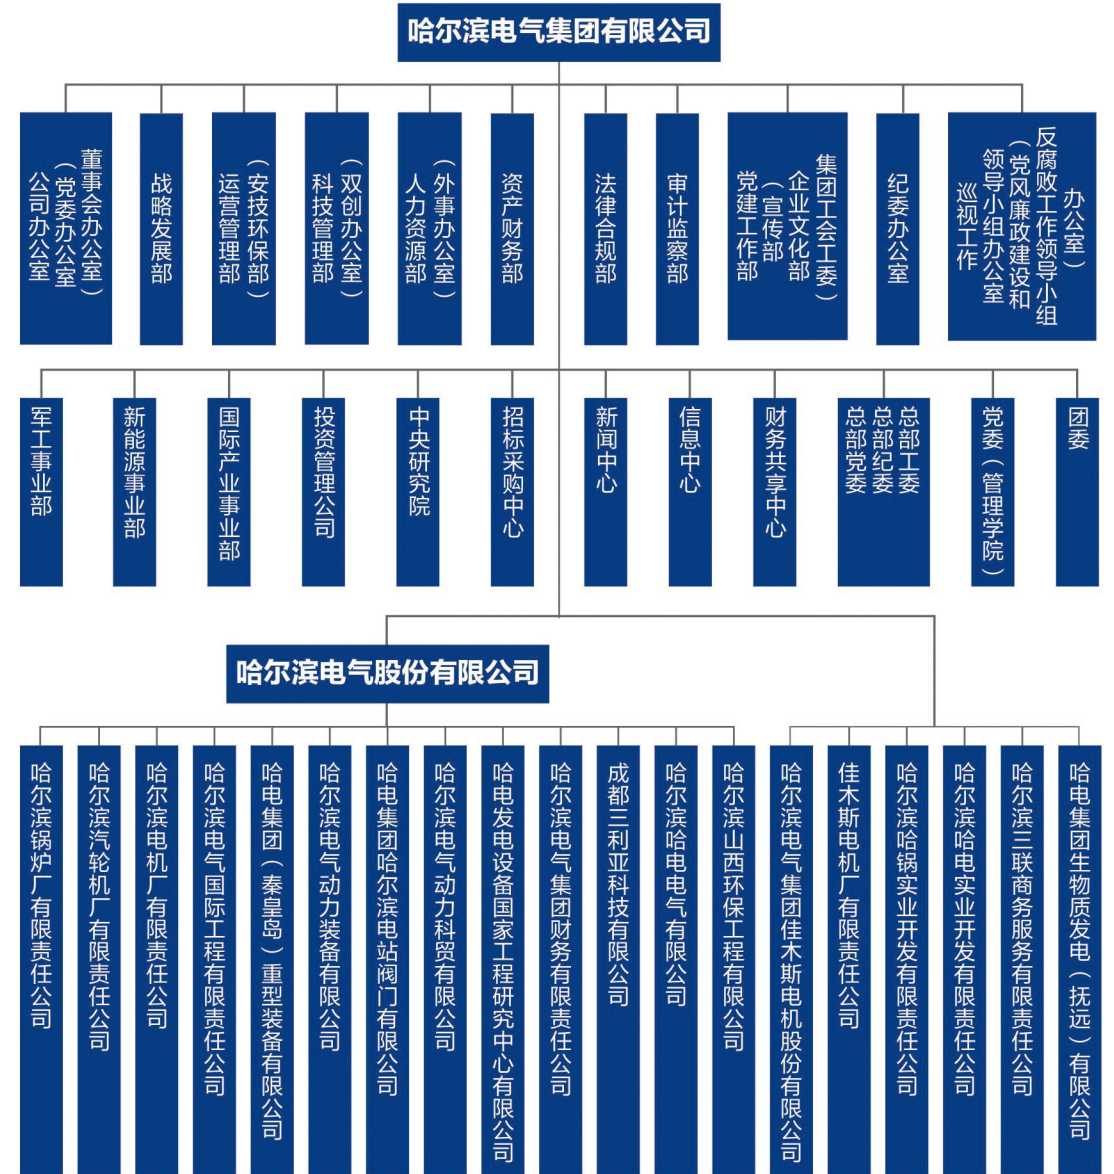 哈尔滨电气集团有限公司
公司办公室
（党委办公室
董事会办公室）
战略发展部
运营管理部
（安技环保部）
科技管理部
（双创办公室）
人力资源部
（外事办公室）
资产财务部
法律合规部
审计监察部
党建工作部
（宣传部
企业文化部
集团工会工委）
纪委办公室
巡视工作
领导小组办公室
（党风廉政建设和
反腐败工作领导小组
办公室）
军工事业部
新能源事业部
国际产业事业部
投资管理公司
中央研究院
招标采购中心
新闻中心
信息中心
财务共享中心
总部党委
总部纪委
总部工委
党委（管理学院）
团委
哈尔滨电气股份有限公司
哈尔滨锅炉厂有限责任公司
哈尔滨汽轮机厂有限责任公司
哈尔滨电机厂有限责任公司
哈尔滨电气国际工程有限责任公司
哈电集团（秦皇岛）重型装备有限公司
哈尔滨电气动力装备有限公司
哈电集团哈尔滨电站阀门有限公司
哈尔滨电气动力科贸有限公司
哈电发电设备国家工程研究中心有限公司
哈尔滨电气集团财务有限责任公司
成都三利亚科技有限公司
哈尔滨哈电电气有限公司
哈尔滨山西环保工程有限公司
哈尔滨电气集团佳木斯电机股份有限公司
佳木斯电机厂有限责任公司
哈尔滨哈锅实业开发有限责任公司
哈尔滨哈电实业开发有限责任公司
哈尔滨三联商务服务有限责任公司
哈电集团生物质发电（抚远）有限公司